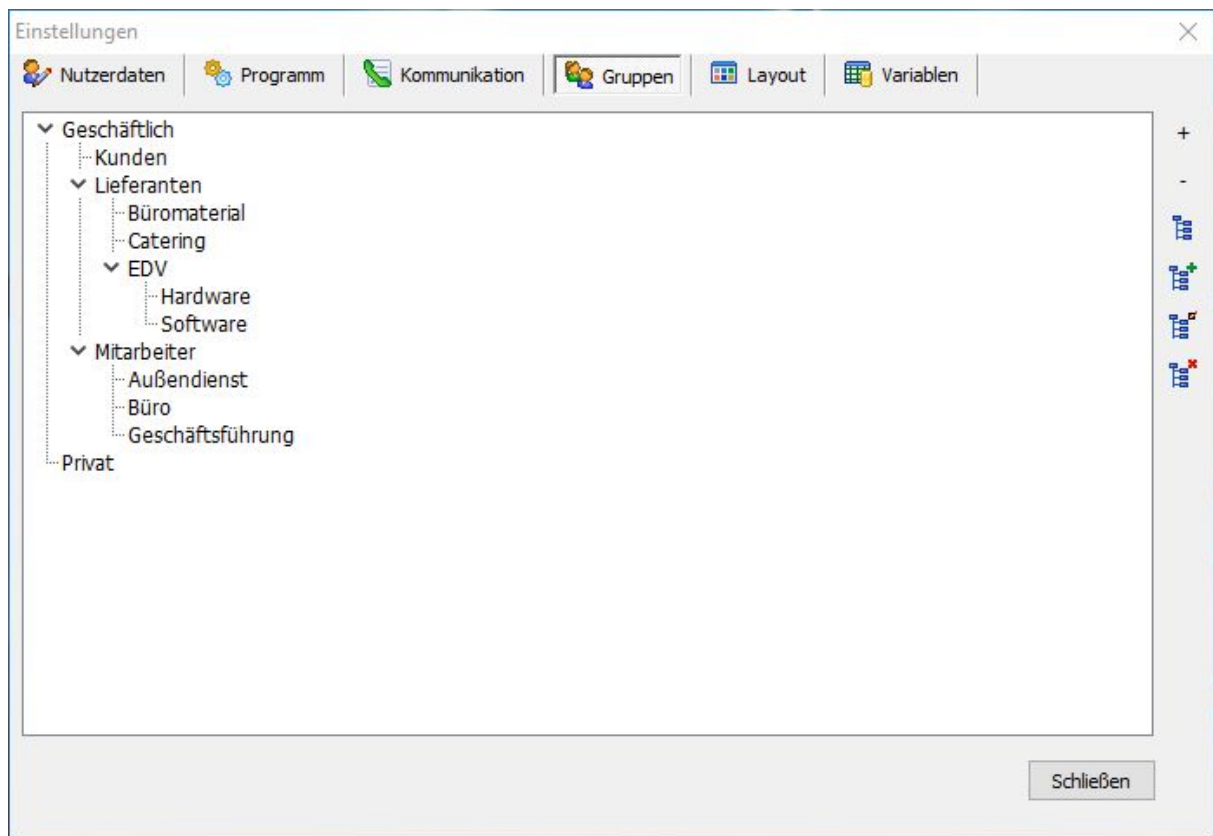 Einstellungen
Nutzerdaten Programm Kommunikation Gruppen Layout Variablen
Geschäftlich
+
Kunden
Lieferanten
-
Büromaterial
Catering
EDV
Hardware
Software
Mitarbeiter
Außendienst
Büro
Geschäftsführung
Privat
Schließen